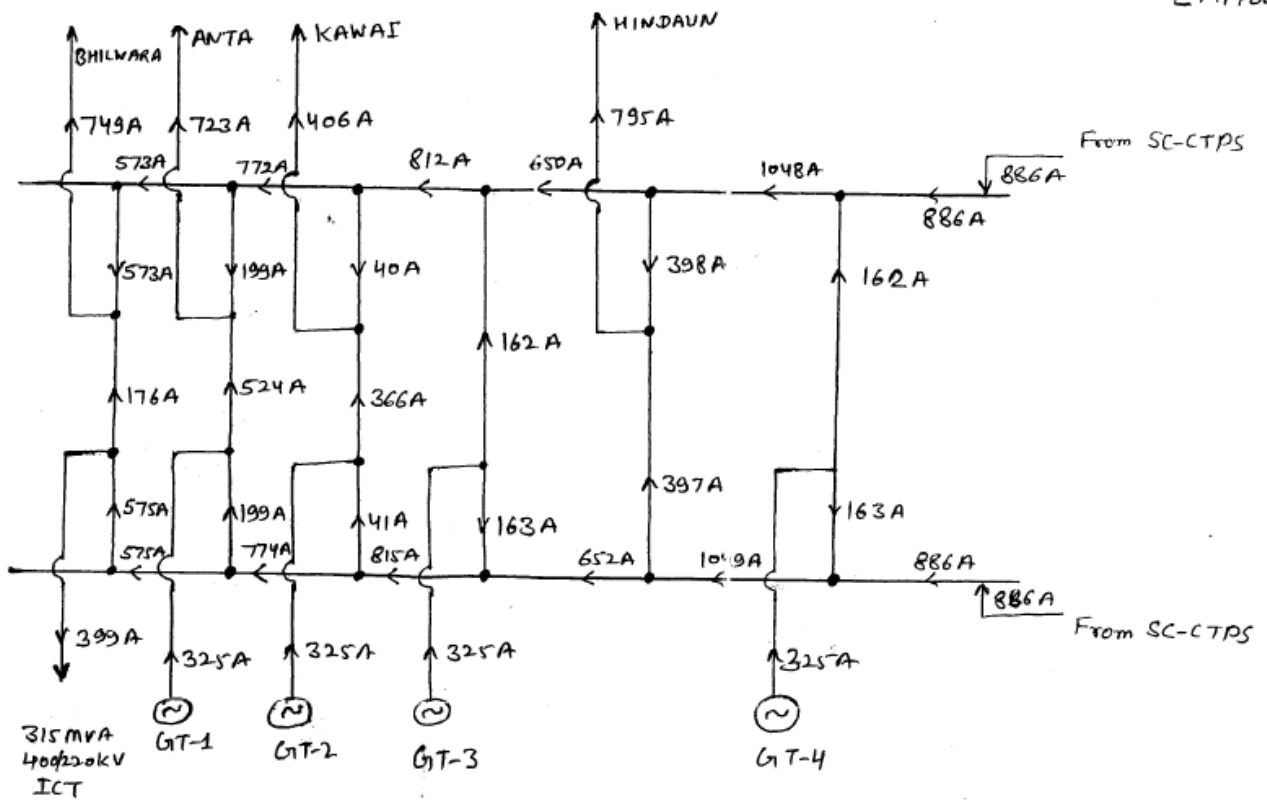 BHILWARA
ANTA
KAWAI
HINDAUN
749A
723A
406A
795A
From SC-CTPS
573A
772A
812A
650A
1048A
886A
886A
573A
199A
40A
398A
162A
162A
176A
524A
366A
397A
575A
199A
41A
163A
163A
575A
774A
815A
652A
886A
886A
From SC-CTPS
399A
325A
325A
325A
325A
315 MVA
400/220kV
ICT
GT-1
GT-2
GT-3
GT-4